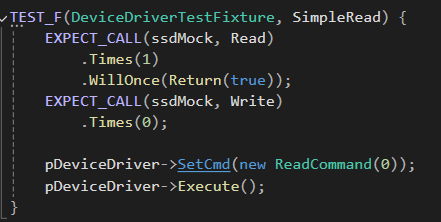 TEST_F(DeviceDriverTestFixture, SimpleRead) {
    EXPECT_CALL(ssdMock, Read)
        .Times(1)
        .WillOnce(Return(true));
    EXPECT_CALL(ssdMock, Write)
        .Times(0);

    pDeviceDriver->SetCmd(new ReadCommand(0));
    pDeviceDriver->Execute();
}